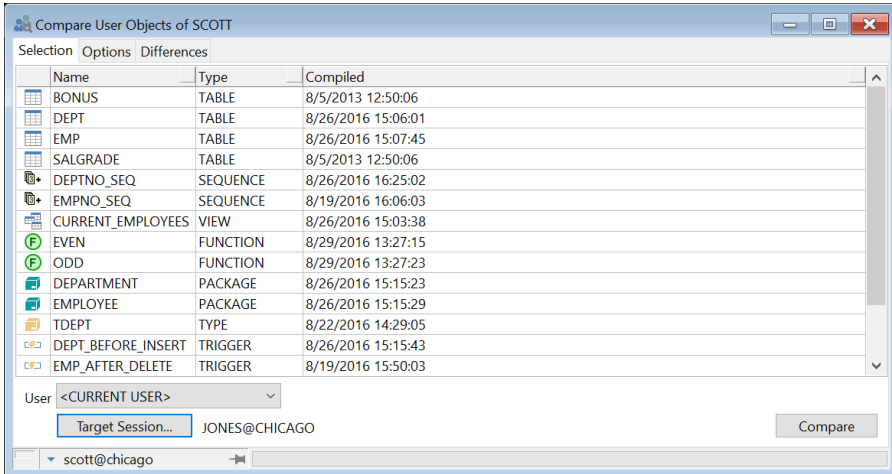 Compare User Objects of SCOTT
Selection Options Differences
Name Type Compiled
BONUS TABLE 8/5/2013 12:50:06
DEPT TABLE 8/26/2016 15:06:01
EMP TABLE 8/26/2016 15:07:45
SALGRADE TABLE 8/5/2013 12:50:06
DEPTNO_SEQ SEQUENCE 8/26/2016 16:25:02
EMPNO_SEQ SEQUENCE 8/19/2016 16:06:03
CURRENT_EMPLOYEES VIEW 8/26/2016 15:03:38
F EVEN FUNCTION 8/29/2016 13:27:15
F ODD FUNCTION 8/29/2016 13:27:23
DEPARTMENT PACKAGE 8/26/2016 15:15:23
EMPLOYEE PACKAGE 8/26/2016 15:15:29
TDEPT TYPE 8/22/2016 14:29:05
DEPT_BEFORE_INSERT TRIGGER 8/26/2016 15:15:43
EMP_AFTER_DELETE TRIGGER 8/19/2016 15:50:03
User <CURRENT USER>
Target Session... JONES@CHICAGO Compare
scott@chicago